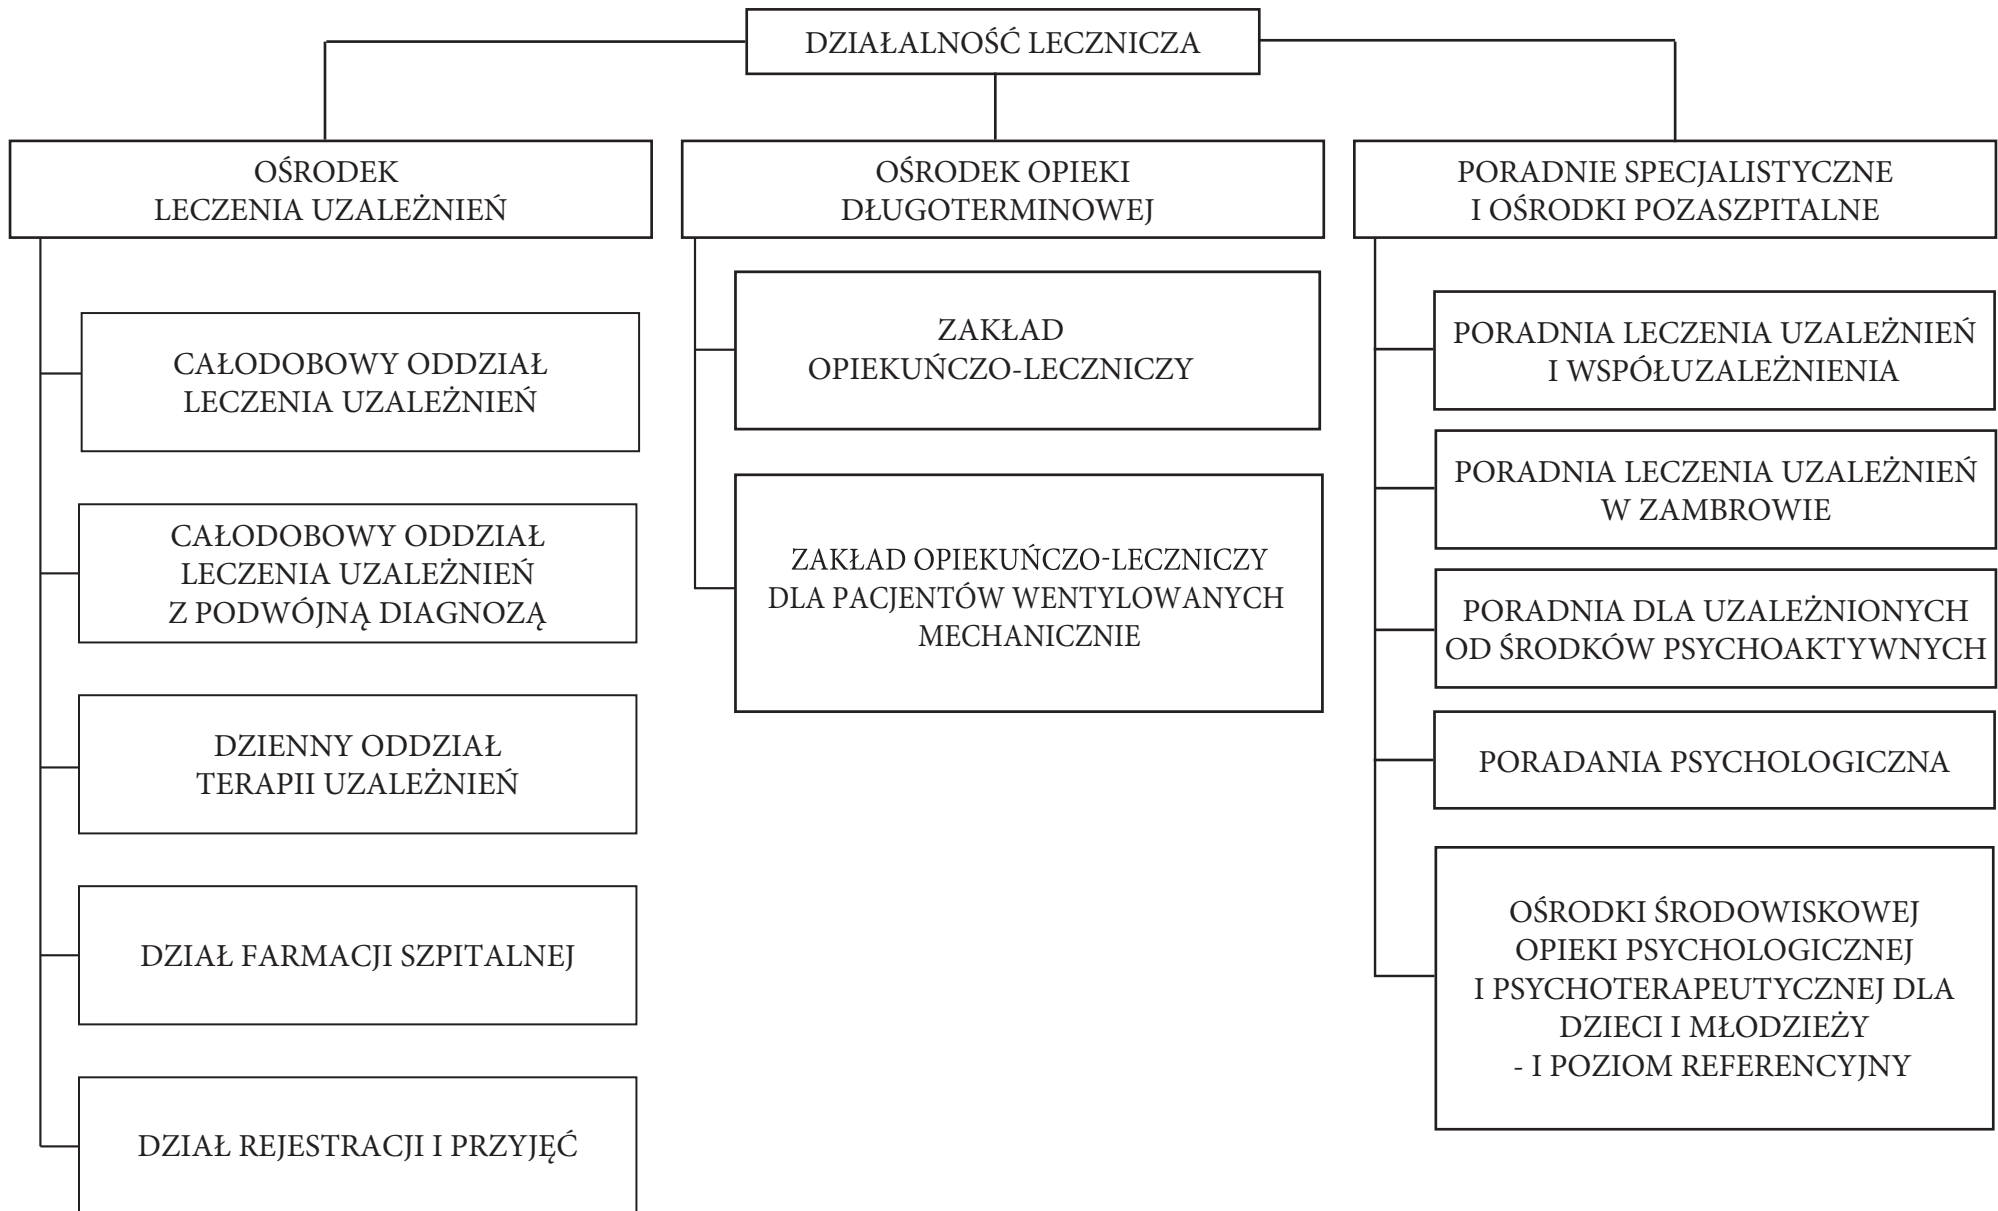 DZIAŁALNOŚĆ LECZNICZA
OŚRODEK
LECZENIA UZALEŻNIEŃ
CAŁODOBOWY ODDZIAŁ
LECZENIA UZALEŻNIEŃ
CAŁODOBOWY ODDZIAŁ
LECZENIA UZALEŻNIEŃ
Z PODWÓJNĄ DIAGNOZĄ
DZIENNY ODDZIAŁ
TERAPII UZALEŻNIEŃ
DZIAŁ FARMACJI SZPITALNEJ
DZIAŁ REJESTRACJI I PRZYJĘĆ
OŚRODEK OPIEKI
DŁUGOTERMINOWEJ
ZAKŁAD
OPIEKUŃCZO-LECZNICZY
ZAKŁAD OPIEKUŃCZO-LECZNICZY
DLA PACJENTÓW WENTYLOWANYCH
MECHANICZNIE
PORADNIE SPECJALISTYCZNE
I OŚRODKI POZASZPITALNE
PORADNIA LECZENIA UZALEŻNIEŃ
I WSPÓŁUZALEŻNIENIA
PORADNIA LECZENIA UZALEŻNIEŃ
W ZAMBROWIE
PORADNIA DLA UZALEŻNIONYCH
OD ŚRODKÓW PSYCHOAKTYWNYCH
PORADANIA PSYCHOLOGICZNA
OŚRODKI ŚRODOWISKOWEJ
OPIEKI PSYCHOLOGICZNEJ
I PSYCHOTERAPEUTYCZNEJ DLA
DZIECI I MŁODZIEŻY
- I POZIOM REFERENCYJNY